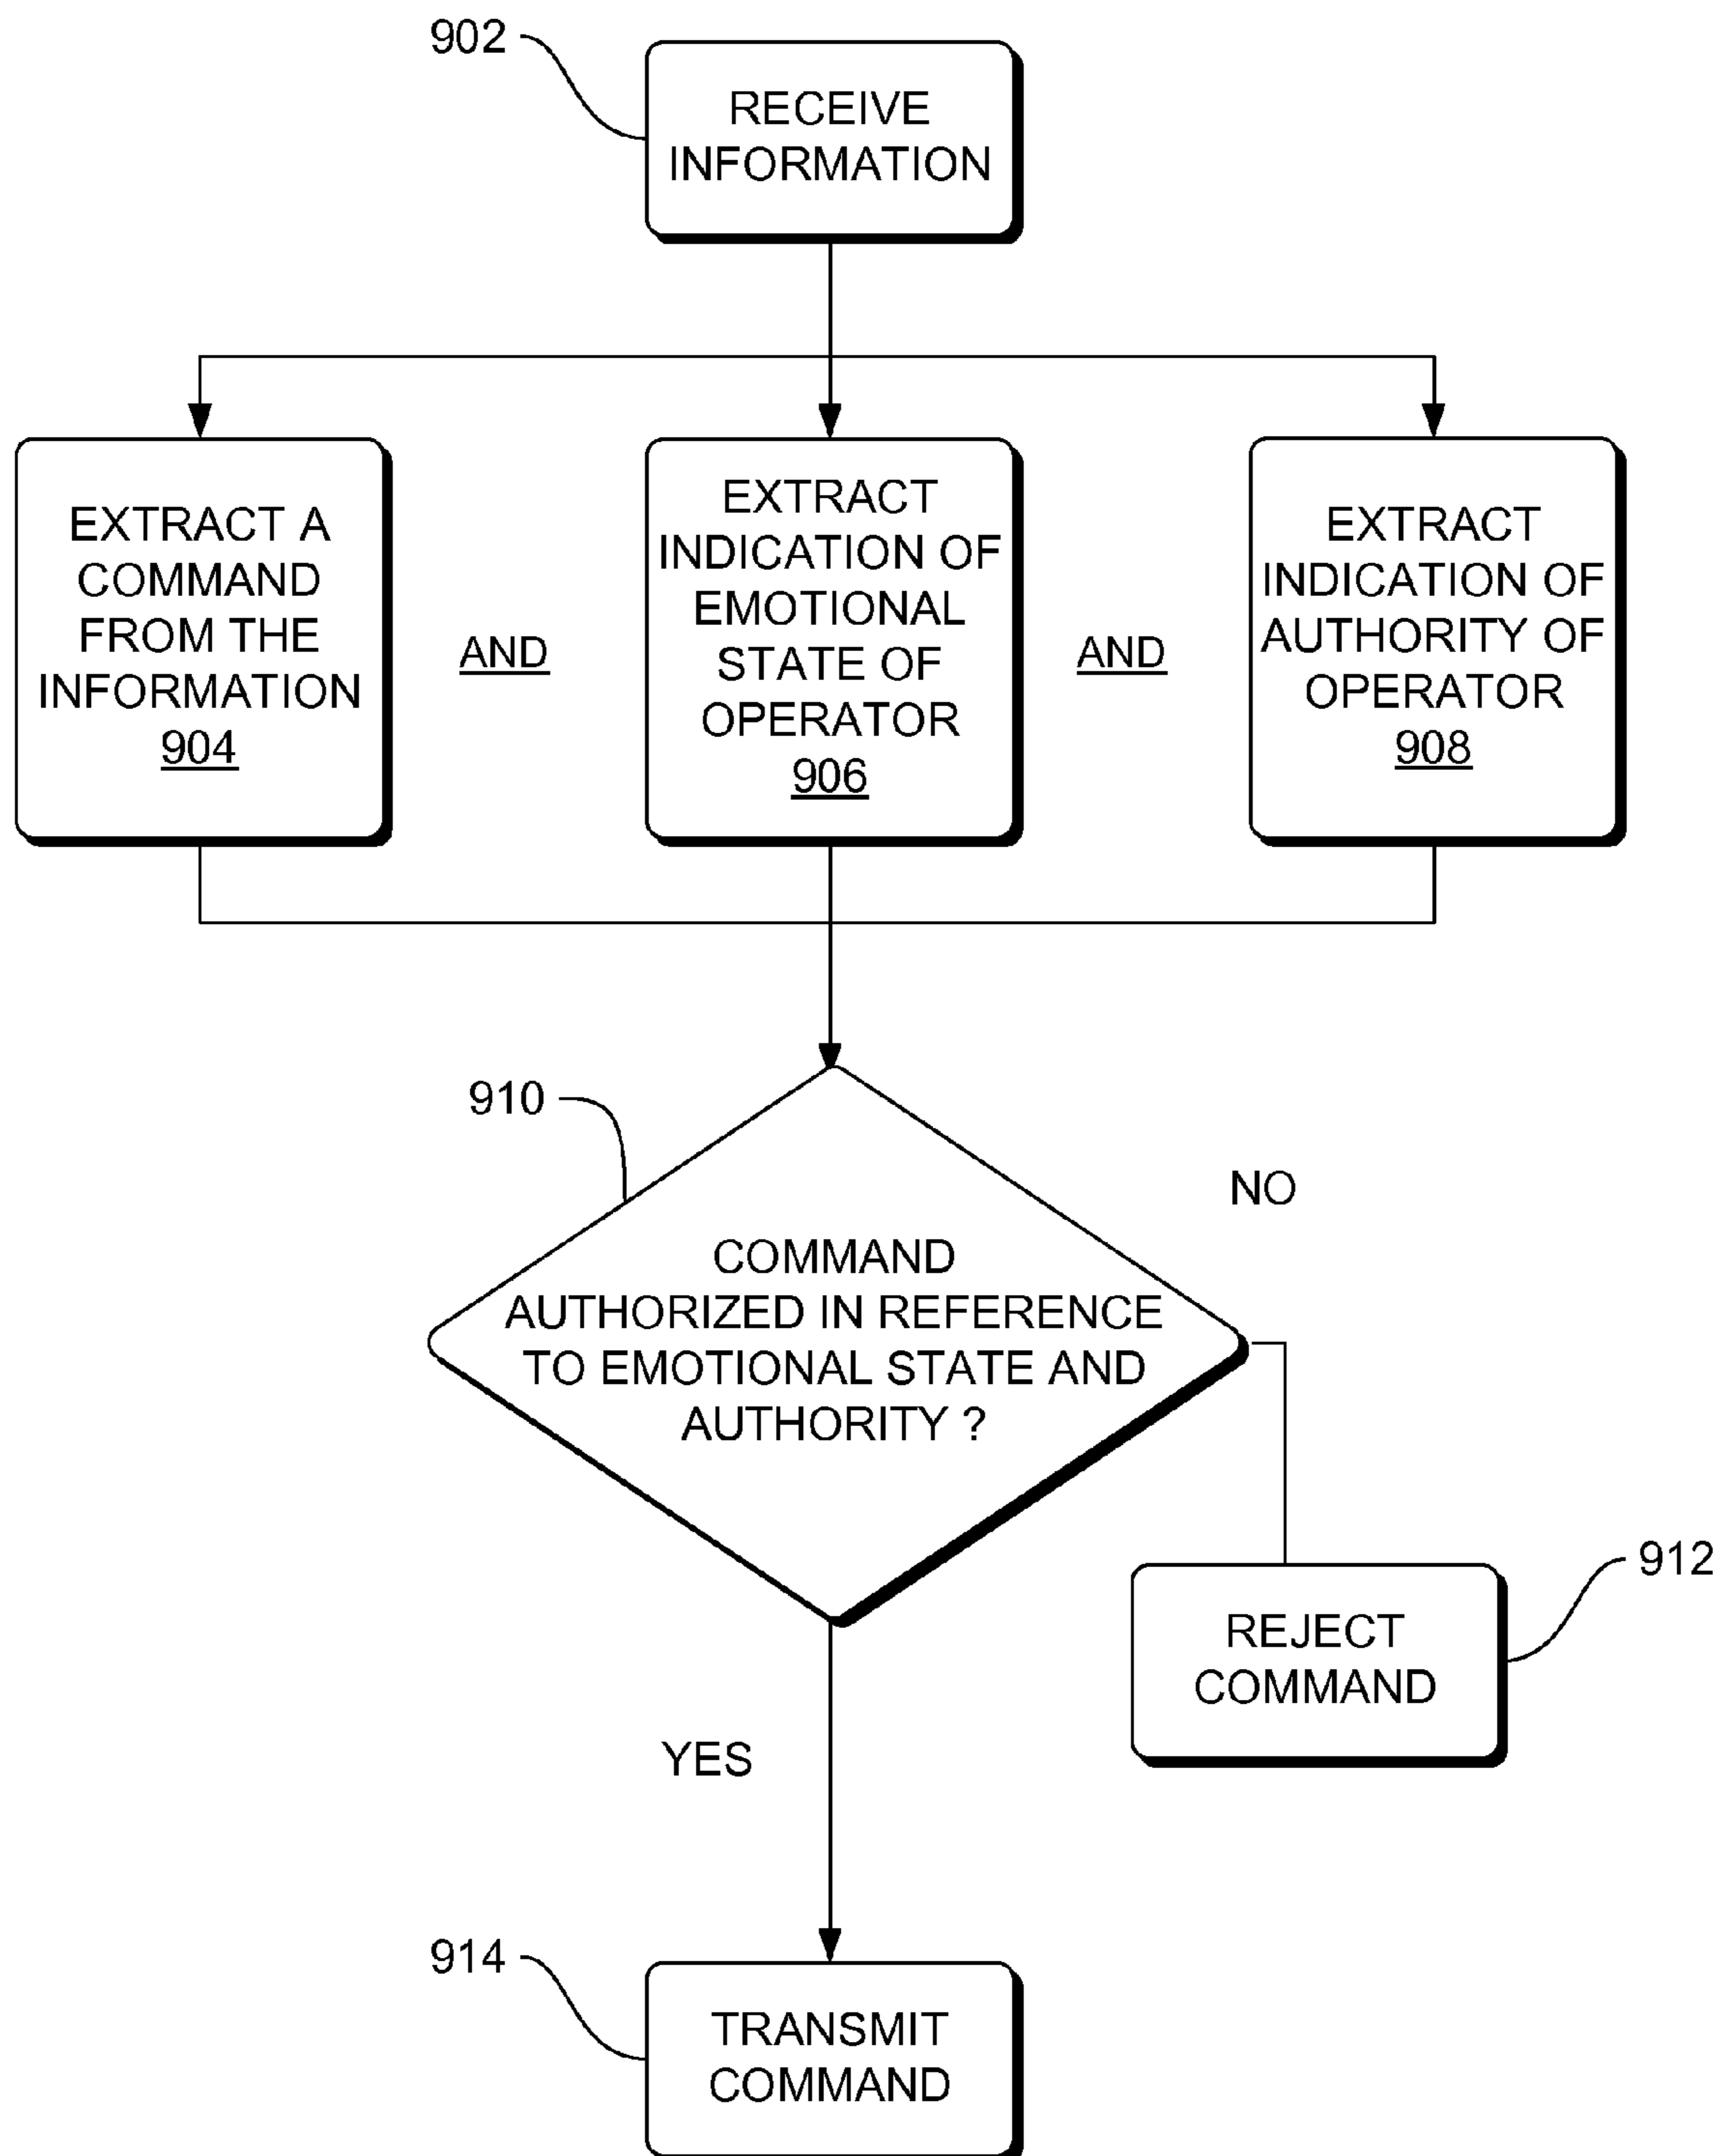 902
RECEIVE
INFORMATION
EXTRACT A
COMMAND
FROM THE
INFORMATION
904
AND
EXTRACT
INDICATION OF
EMOTIONAL
STATE OF
OPERATOR
906
AND
EXTRACT
INDICATION OF
AUTHORITY OF
OPERATOR
908
910
COMMAND
AUTHORIZED IN REFERENCE
TO EMOTIONAL STATE AND
AUTHORITY ?
NO
912
REJECT
COMMAND
YES
914
TRANSMIT
COMMAND